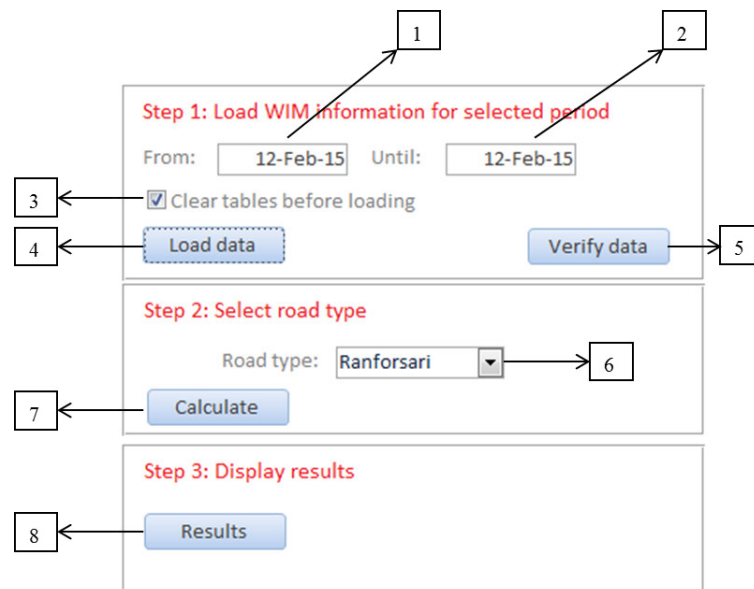 1
2
Step 1: Load WIM information for selected period
From: 12-Feb-15 Until: 12-Feb-15
3
Clear tables before loading
4
Load data
Verify data
5
Step 2: Select road type
Road type: Ranforsari
6
7
Calculate
Step 3: Display results
8
Results